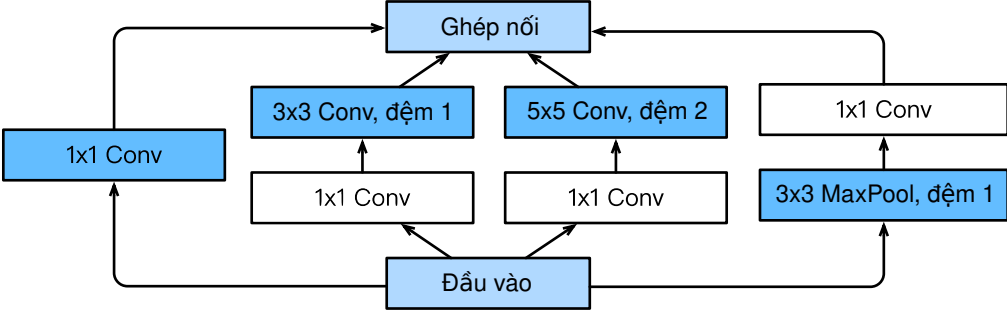 Ghép nối
3x3 Conv, đệm 1
5x5 Conv, đệm 2
1x1 Conv
1x1 Conv
1x1 Conv
1x1 Conv
3x3 MaxPool, đệm 1
Đầu vào